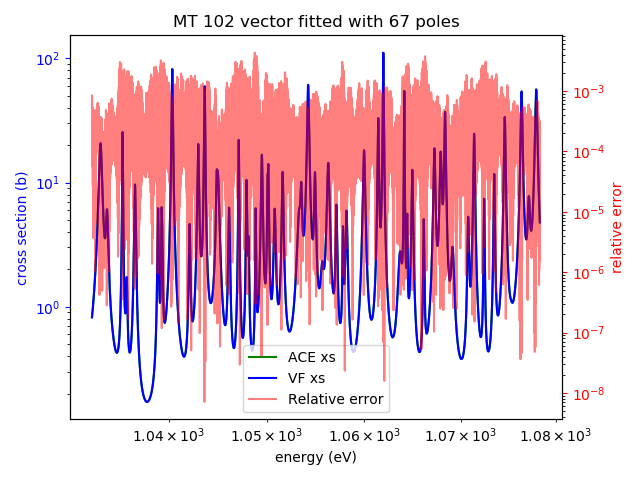 MT 102 vector fitted with 67 poles
10²
10¹
10⁰
cross section (b)
10⁻³
10⁻⁴
10⁻⁵
10⁻⁶
10⁻⁷
10⁻⁸
relative error
ACE xs
VF xs
Relative error
1.04 × 10³ 1.05 × 10³ 1.06 × 10³ 1.07 × 10³ 1.08 × 10³
energy (eV)